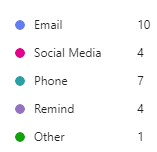 Email 10
Social Media 4
Phone 7
Remind 4
Other 1